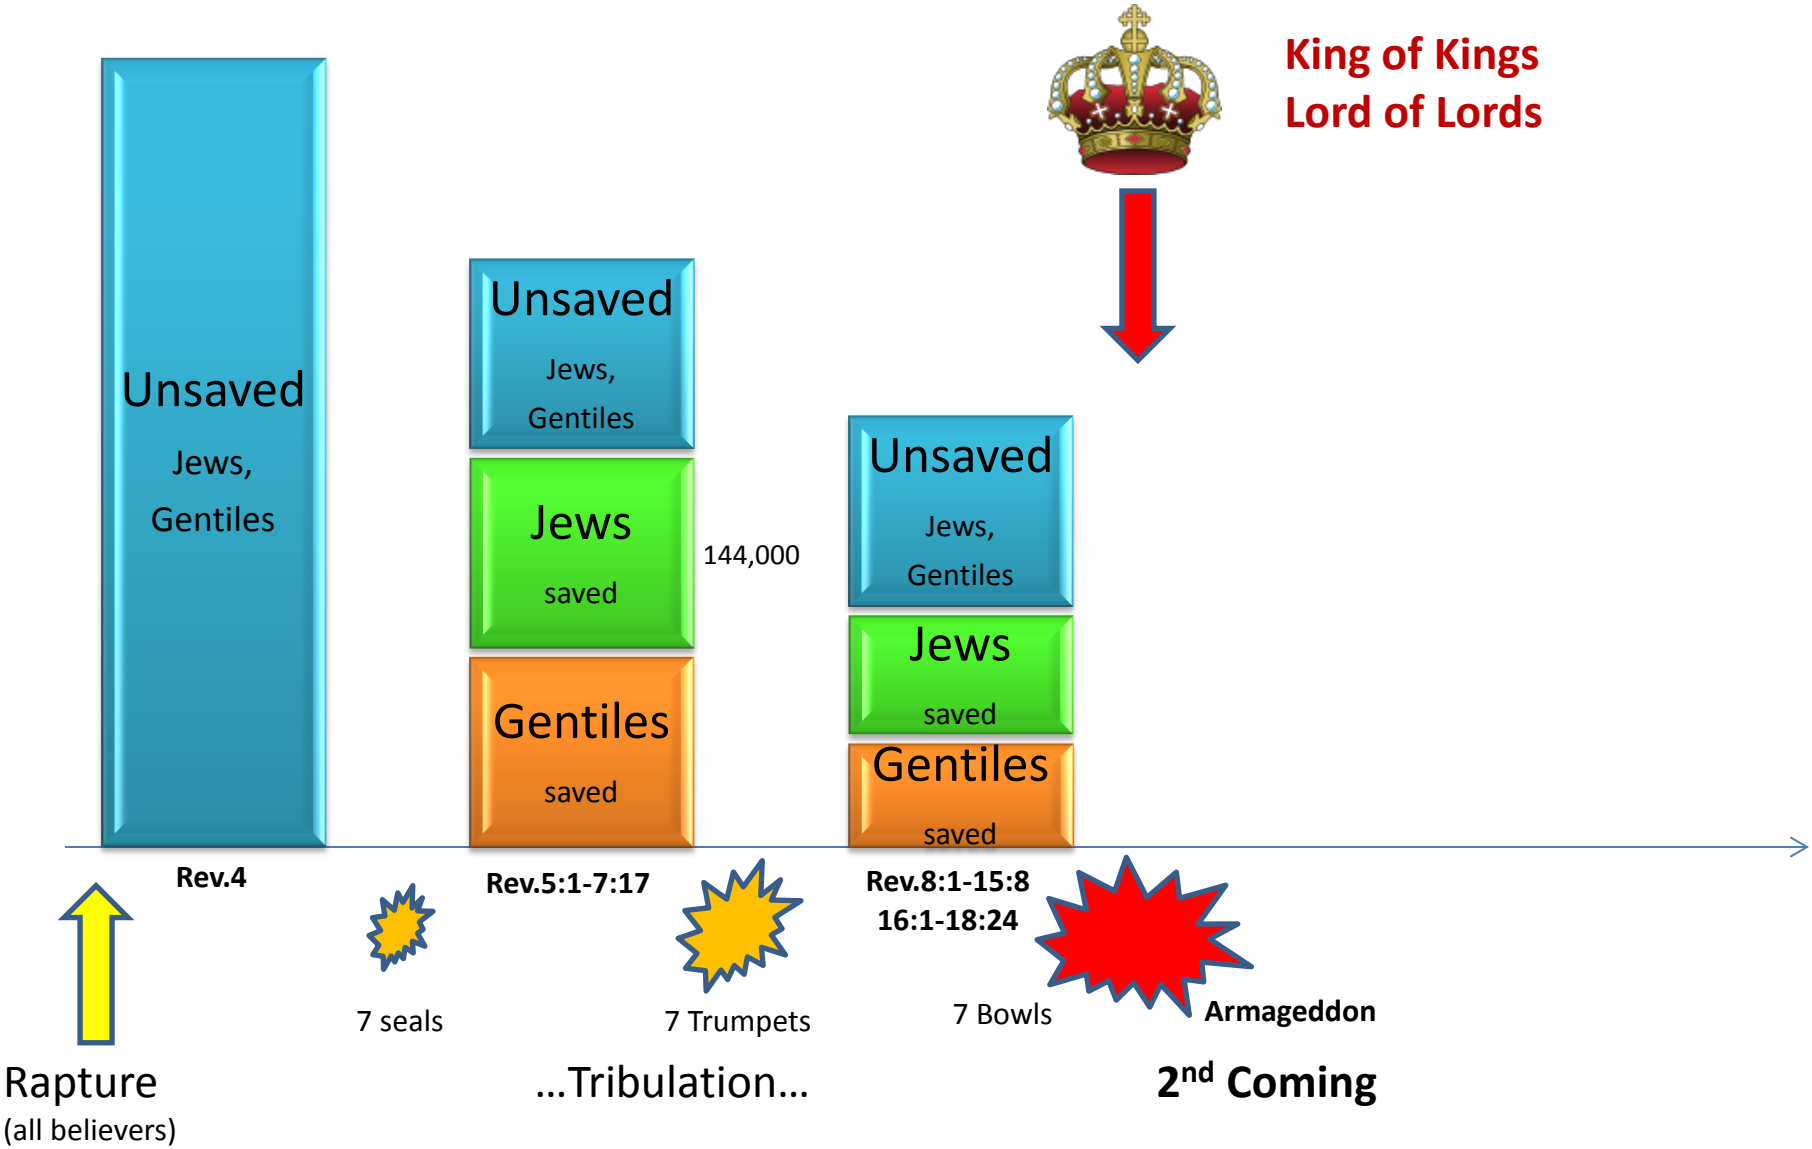 King of Kings
Lord of Lords
Unsaved
Jews,
Gentiles
Unsaved
Jews,
Gentiles
Jews
saved
144,000
Gentiles
saved
Unsaved
Jews,
Gentiles
Jews
saved
Gentiles
saved
Rev.4
Rev.5:1-7:17
Rev.8:1-15:8
16:1-18:24
7 seals
7 Trumpets
7 Bowls
Armageddon
Rapture
(all believers)
...Tribulation...
2nd Coming